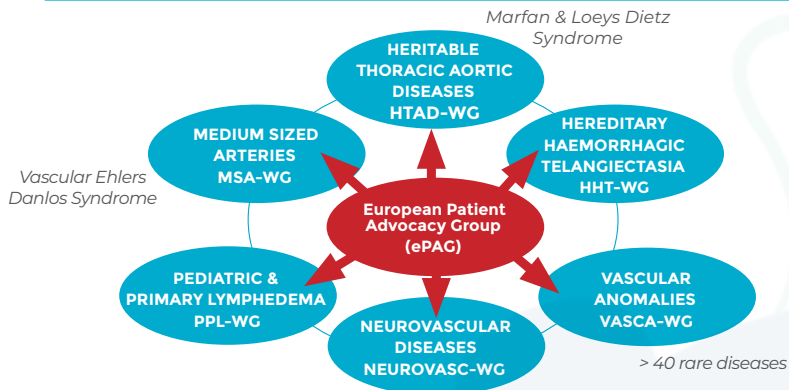 Marfan & Loeys Dietz
Syndrome
HERITABLE
THORACIC AORTIC
DISEASES
HTAD-WG
MEDIUM SIZED
ARTERIES
MSA-WG
HEREDITARY
HAEMORRHAGIC
TELANGIECTASIA
HHT-WG
Vascular Ehlers
Danlos Syndrome
European Patient
Advocacy Group
(ePAG)
PEDIATRIC &
PRIMARY LYMPHEDEMA
PPL-WG
VASCULAR
ANOMALIES
VASCA-WG
NEUROVASCULAR
DISEASES
NEUROVASC-WG
> 40 rare diseases